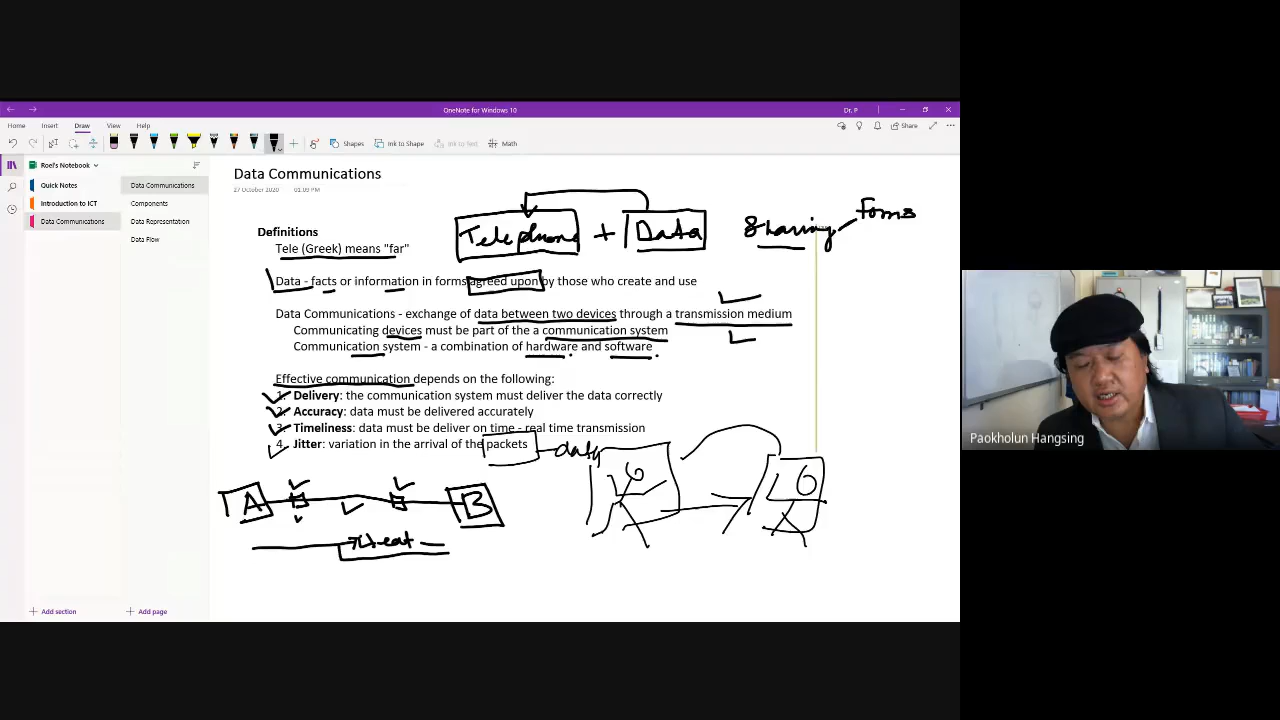 OneNote for Windows 10
Dr. P
Home Insert Draw View Help
Share
Shapes Ink to Shape Ink to Text Math
Roel's Notebook
Quick Notes
Introduction to ICT
Data Communications
Data Communications
Components
Data Representation
Data Flow
Add section
Add page
Data Communications
27 October 2020 01:09 PM
Telephone + Data
Sharing
Forms
Definitions
Tele (Greek) means "far"
Data - facts or information in forms agreed upon by those who create and use
Data Communications - exchange of data between two devices through a transmission medium
Communicating devices must be part of the a communication system
Communication system - a combination of hardware and software
Effective communication depends on the following:
1. Delivery: the communication system must deliver the data correctly
2. Accuracy: data must be delivered accurately
3. Timeliness: data must be deliver on time - real time transmission
4. Jitter: variation in the arrival of the packets
data
A
B
Paokholun Hangsing